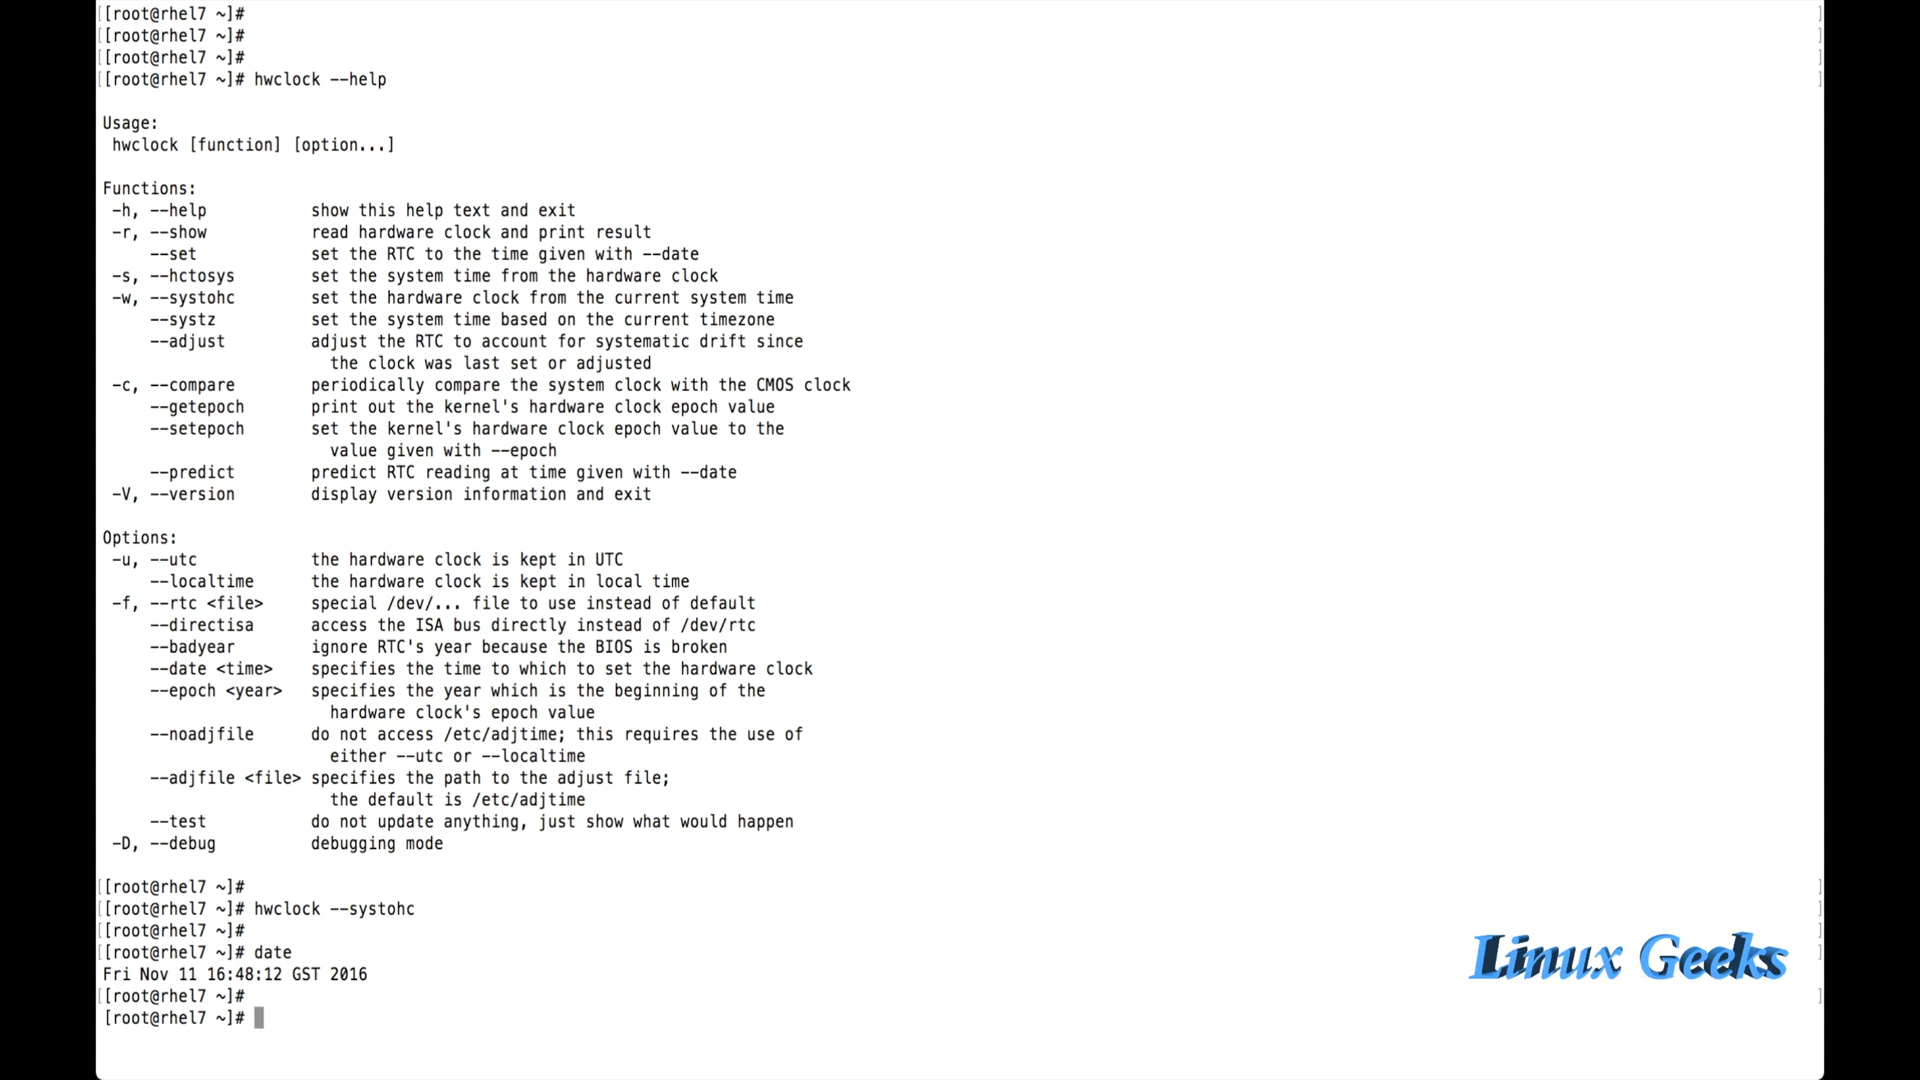 [[root@rhel7 ~]# ]
[[root@rhel7 ~]# ]
[[root@rhel7 ~]# ]
[[root@rhel7 ~]# hwclock --help ]
Usage:
 hwclock [function] [option...]
Functions:
 -h, --help           show this help text and exit
 -r, --show           read hardware clock and print result
     --set            set the RTC to the time given with --date
 -s, --hctosys        set the system time from the hardware clock
 -w, --systohc        set the hardware clock from the current system time
     --systz          set the system time based on the current timezone
     --adjust         adjust the RTC to account for systematic drift since
                        the clock was last set or adjusted
 -c, --compare        periodically compare the system clock with the CMOS clock
     --getepoch       print out the kernel's hardware clock epoch value
     --setepoch       set the kernel's hardware clock epoch value to the
                        value given with --epoch
     --predict        predict RTC reading at time given with --date
 -V, --version        display version information and exit
Options:
 -u, --utc            the hardware clock is kept in UTC
     --localtime      the hardware clock is kept in local time
 -f, --rtc <file>     special /dev/... file to use instead of default
     --directisa      access the ISA bus directly instead of /dev/rtc
     --badyear        ignore RTC's year because the BIOS is broken
     --date <time>    specifies the time to which to set the hardware clock
     --epoch <year>   specifies the year which is the beginning of the
                        hardware clock's epoch value
     --noadjfile      do not access /etc/adjtime; this requires the use of
                        either --utc or --localtime
     --adjfile <file> specifies the path to the adjust file;
                        the default is /etc/adjtime
     --test           do not update anything, just show what would happen
 -D, --debug          debugging mode
[[root@rhel7 ~]# ]
[[root@rhel7 ~]# hwclock --systohc ]
[[root@rhel7 ~]# ]
[[root@rhel7 ~]# date ]
Fri Nov 11 16:48:12 GST 2016
[[root@rhel7 ~]# ]
[root@rhel7 ~]#
Linux Geeks